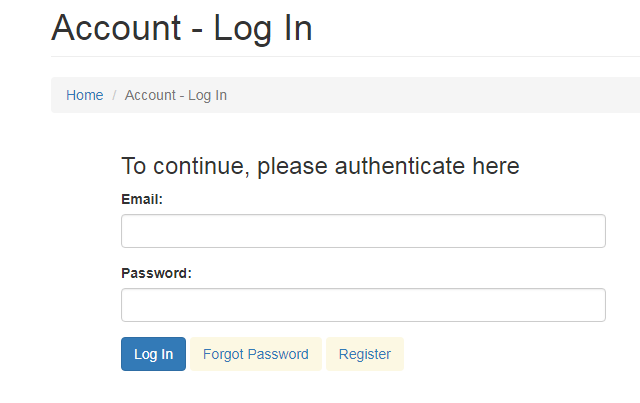 Account - Log In
Home / Account - Log In
To continue, please authenticate here
Email:
Password:
Log In Forgot Password Register